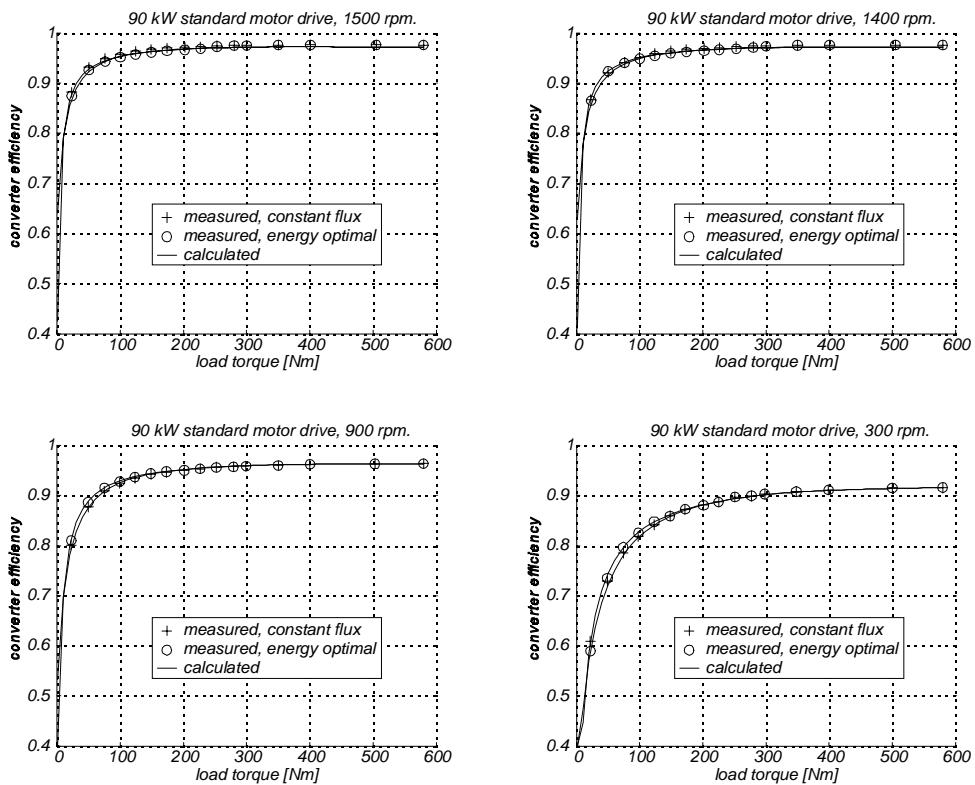 90 kW standard motor drive, 1500 rpm.
1
0.9
0.8
0.7
0.6
0.5
0.4
converter efficiency
measured, constant flux
measured, energy optimal
calculated
0 100 200 300 400 500 600
load torque [Nm]
90 kW standard motor drive, 1400 rpm.
1
0.9
0.8
0.7
0.6
0.5
0.4
converter efficiency
measured, constant flux
measured, energy optimal
calculated
0 100 200 300 400 500 600
load torque [Nm]
90 kW standard motor drive, 900 rpm.
1
0.9
0.8
0.7
0.6
0.5
0.4
converter efficiency
measured, constant flux
measured, energy optimal
calculated
0 100 200 300 400 500 600
load torque [Nm]
90 kW standard motor drive, 300 rpm.
1
0.9
0.8
0.7
0.6
0.5
0.4
converter efficiency
measured, constant flux
measured, energy optimal
calculated
0 100 200 300 400 500 600
load torque [Nm]